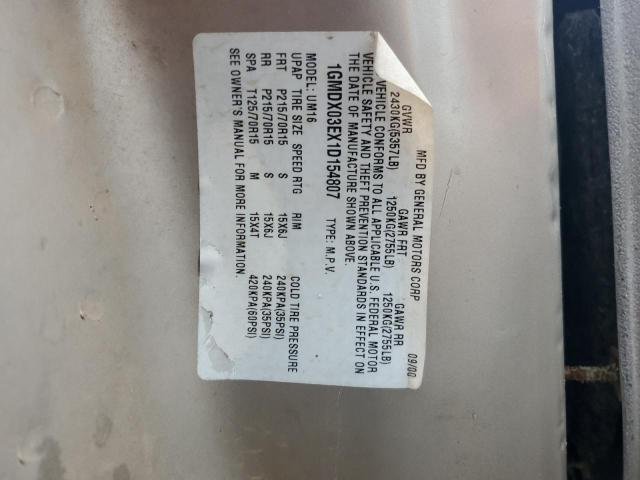 MFD BY GENERAL MOTORS CORP 09/00
GVWR GAWR FRT GAWR RR
2430KG(5357LB) 1250KG(2755LB) 1250KG(2755LB)
VEHICLE CONFORMS TO ALL APPLICABLE U.S. FEDERAL MOTOR
VEHICLE SAFETY AND THEFT PREVENTION STANDARDS IN EFFECT ON
THE DATE OF MANUFACTURE SHOWN ABOVE.
1GMDX03EX1D154807 TYPE: M.P.V.
MODEL: UM16
UPAP TIRE SIZE SPEED RTG RIM COLD TIRE PRESSURE
FRT P215/70R15 S 15X6J 240KPA(35PSI)
RR P215/70R15 S 15X6J 240KPA(35PSI)
SPA T125/70R15 M 15X4T 420KPA(60PSI)
SEE OWNER'S MANUAL FOR MORE INFORMATION.